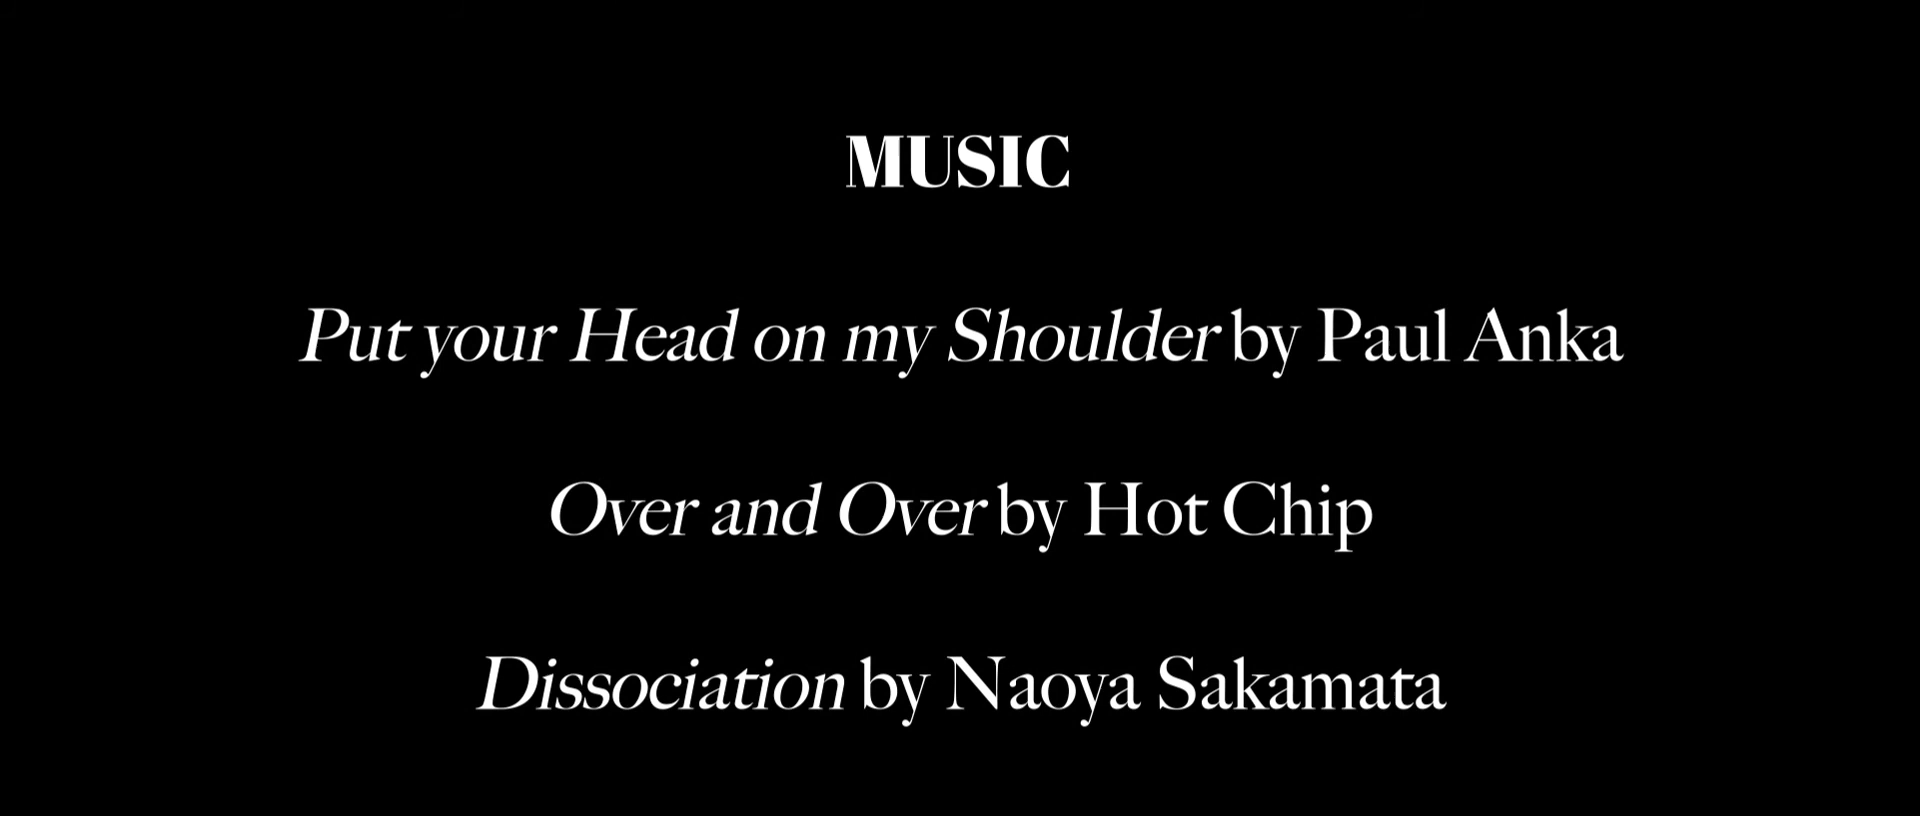 MUSIC
Put your Head on my Shoulder by Paul Anka
Over and Over by Hot Chip
Dissociation by Naoya Sakamata